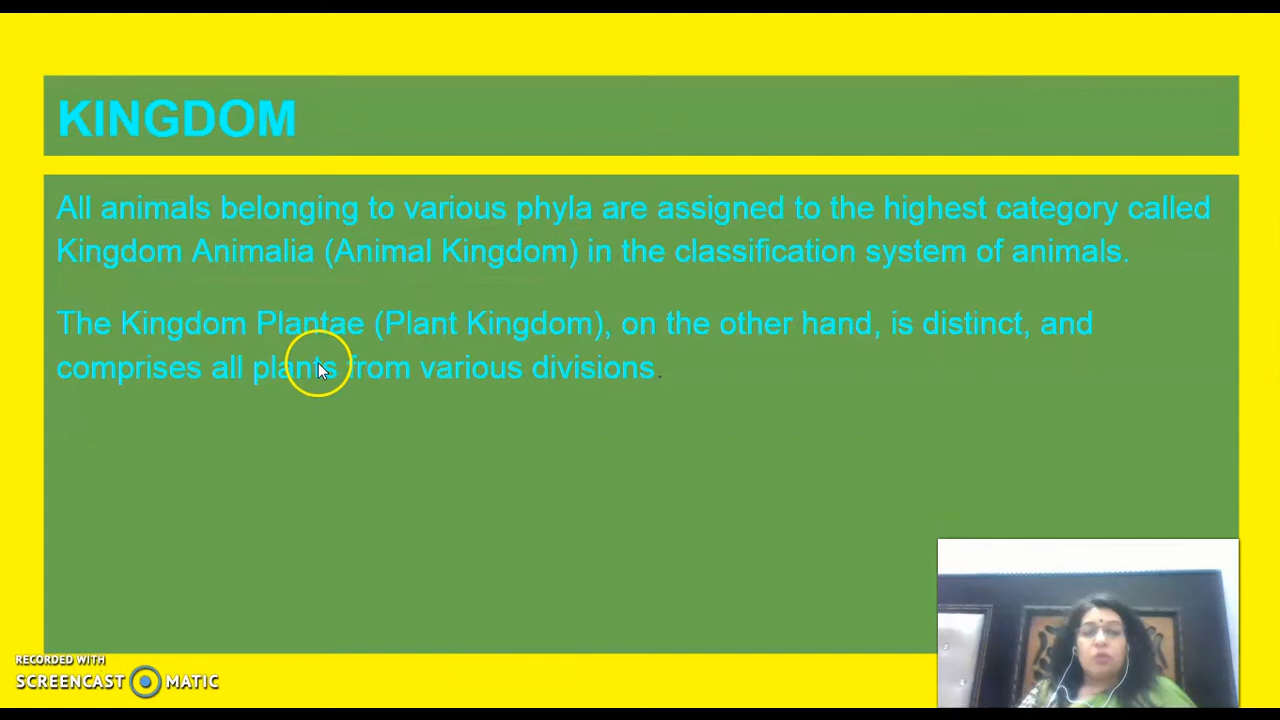 KINGDOM
All animals belonging to various phyla are assigned to the highest category called
Kingdom Animalia (Animal Kingdom) in the classification system of animals.
The Kingdom Plantae (Plant Kingdom), on the other hand, is distinct, and
comprises all plants from various divisions.
RECORDED WITH
SCREENCAST MATIC